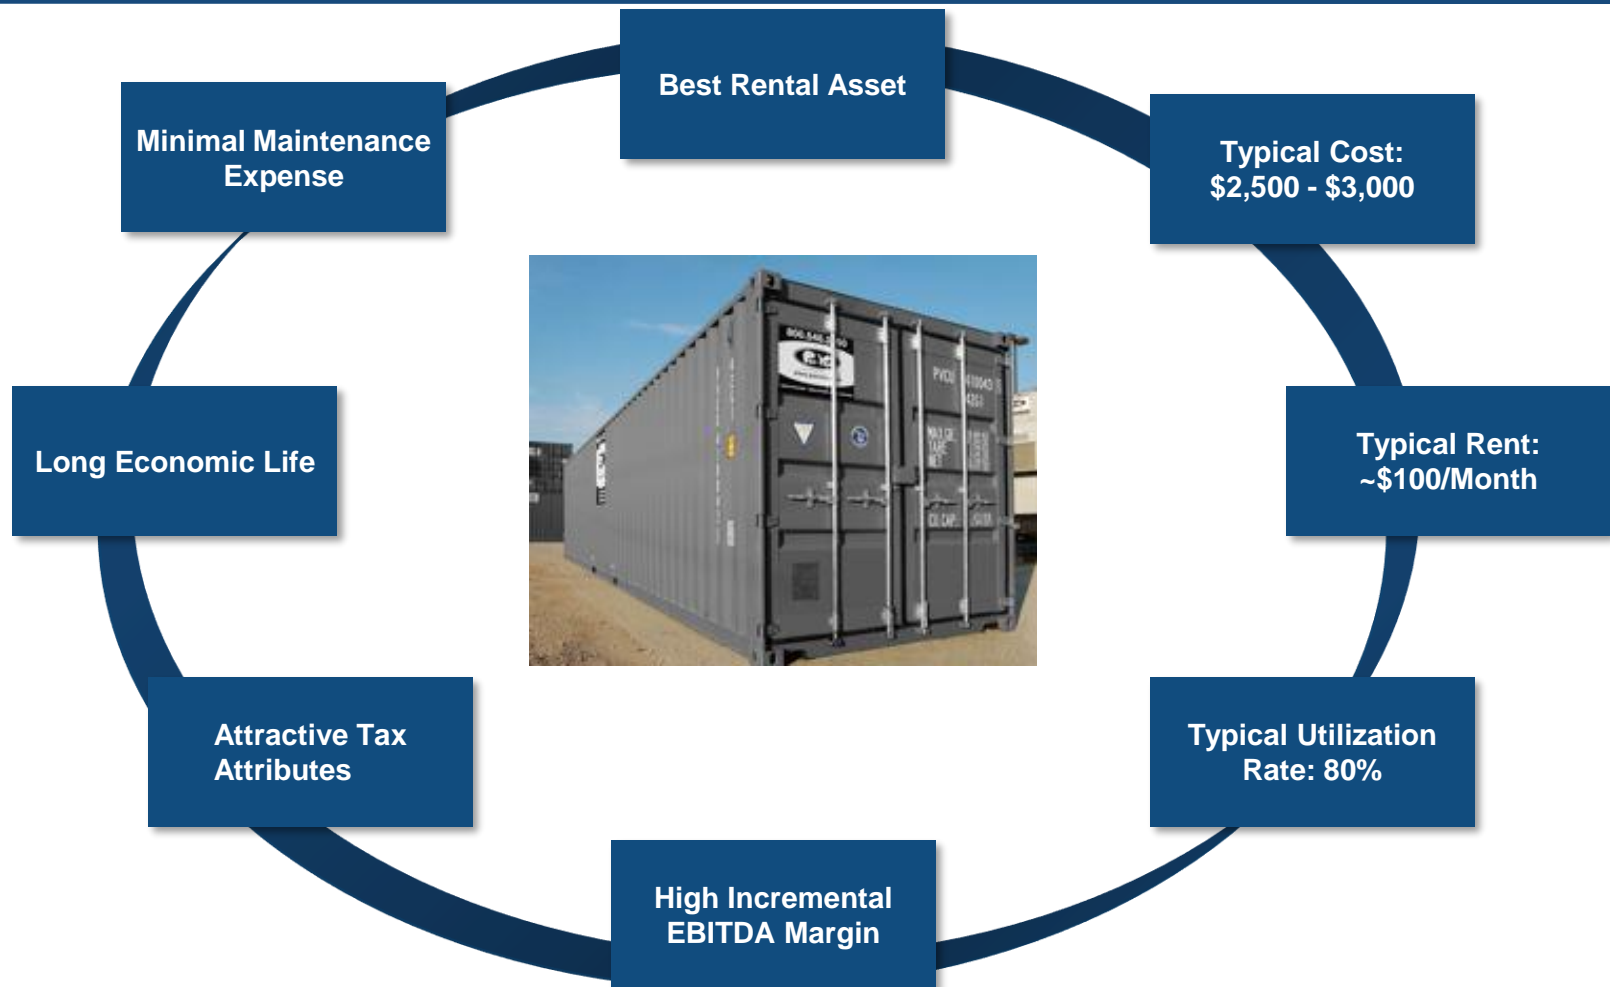 Best Rental Asset
Minimal Maintenance
Expense
Typical Cost:
$2,500 - $3,000
Long Economic Life
Typical Rent:
~$100/Month
Attractive Tax
Attributes
Typical Utilization
Rate: 80%
High Incremental
EBITDA Margin
PVCU